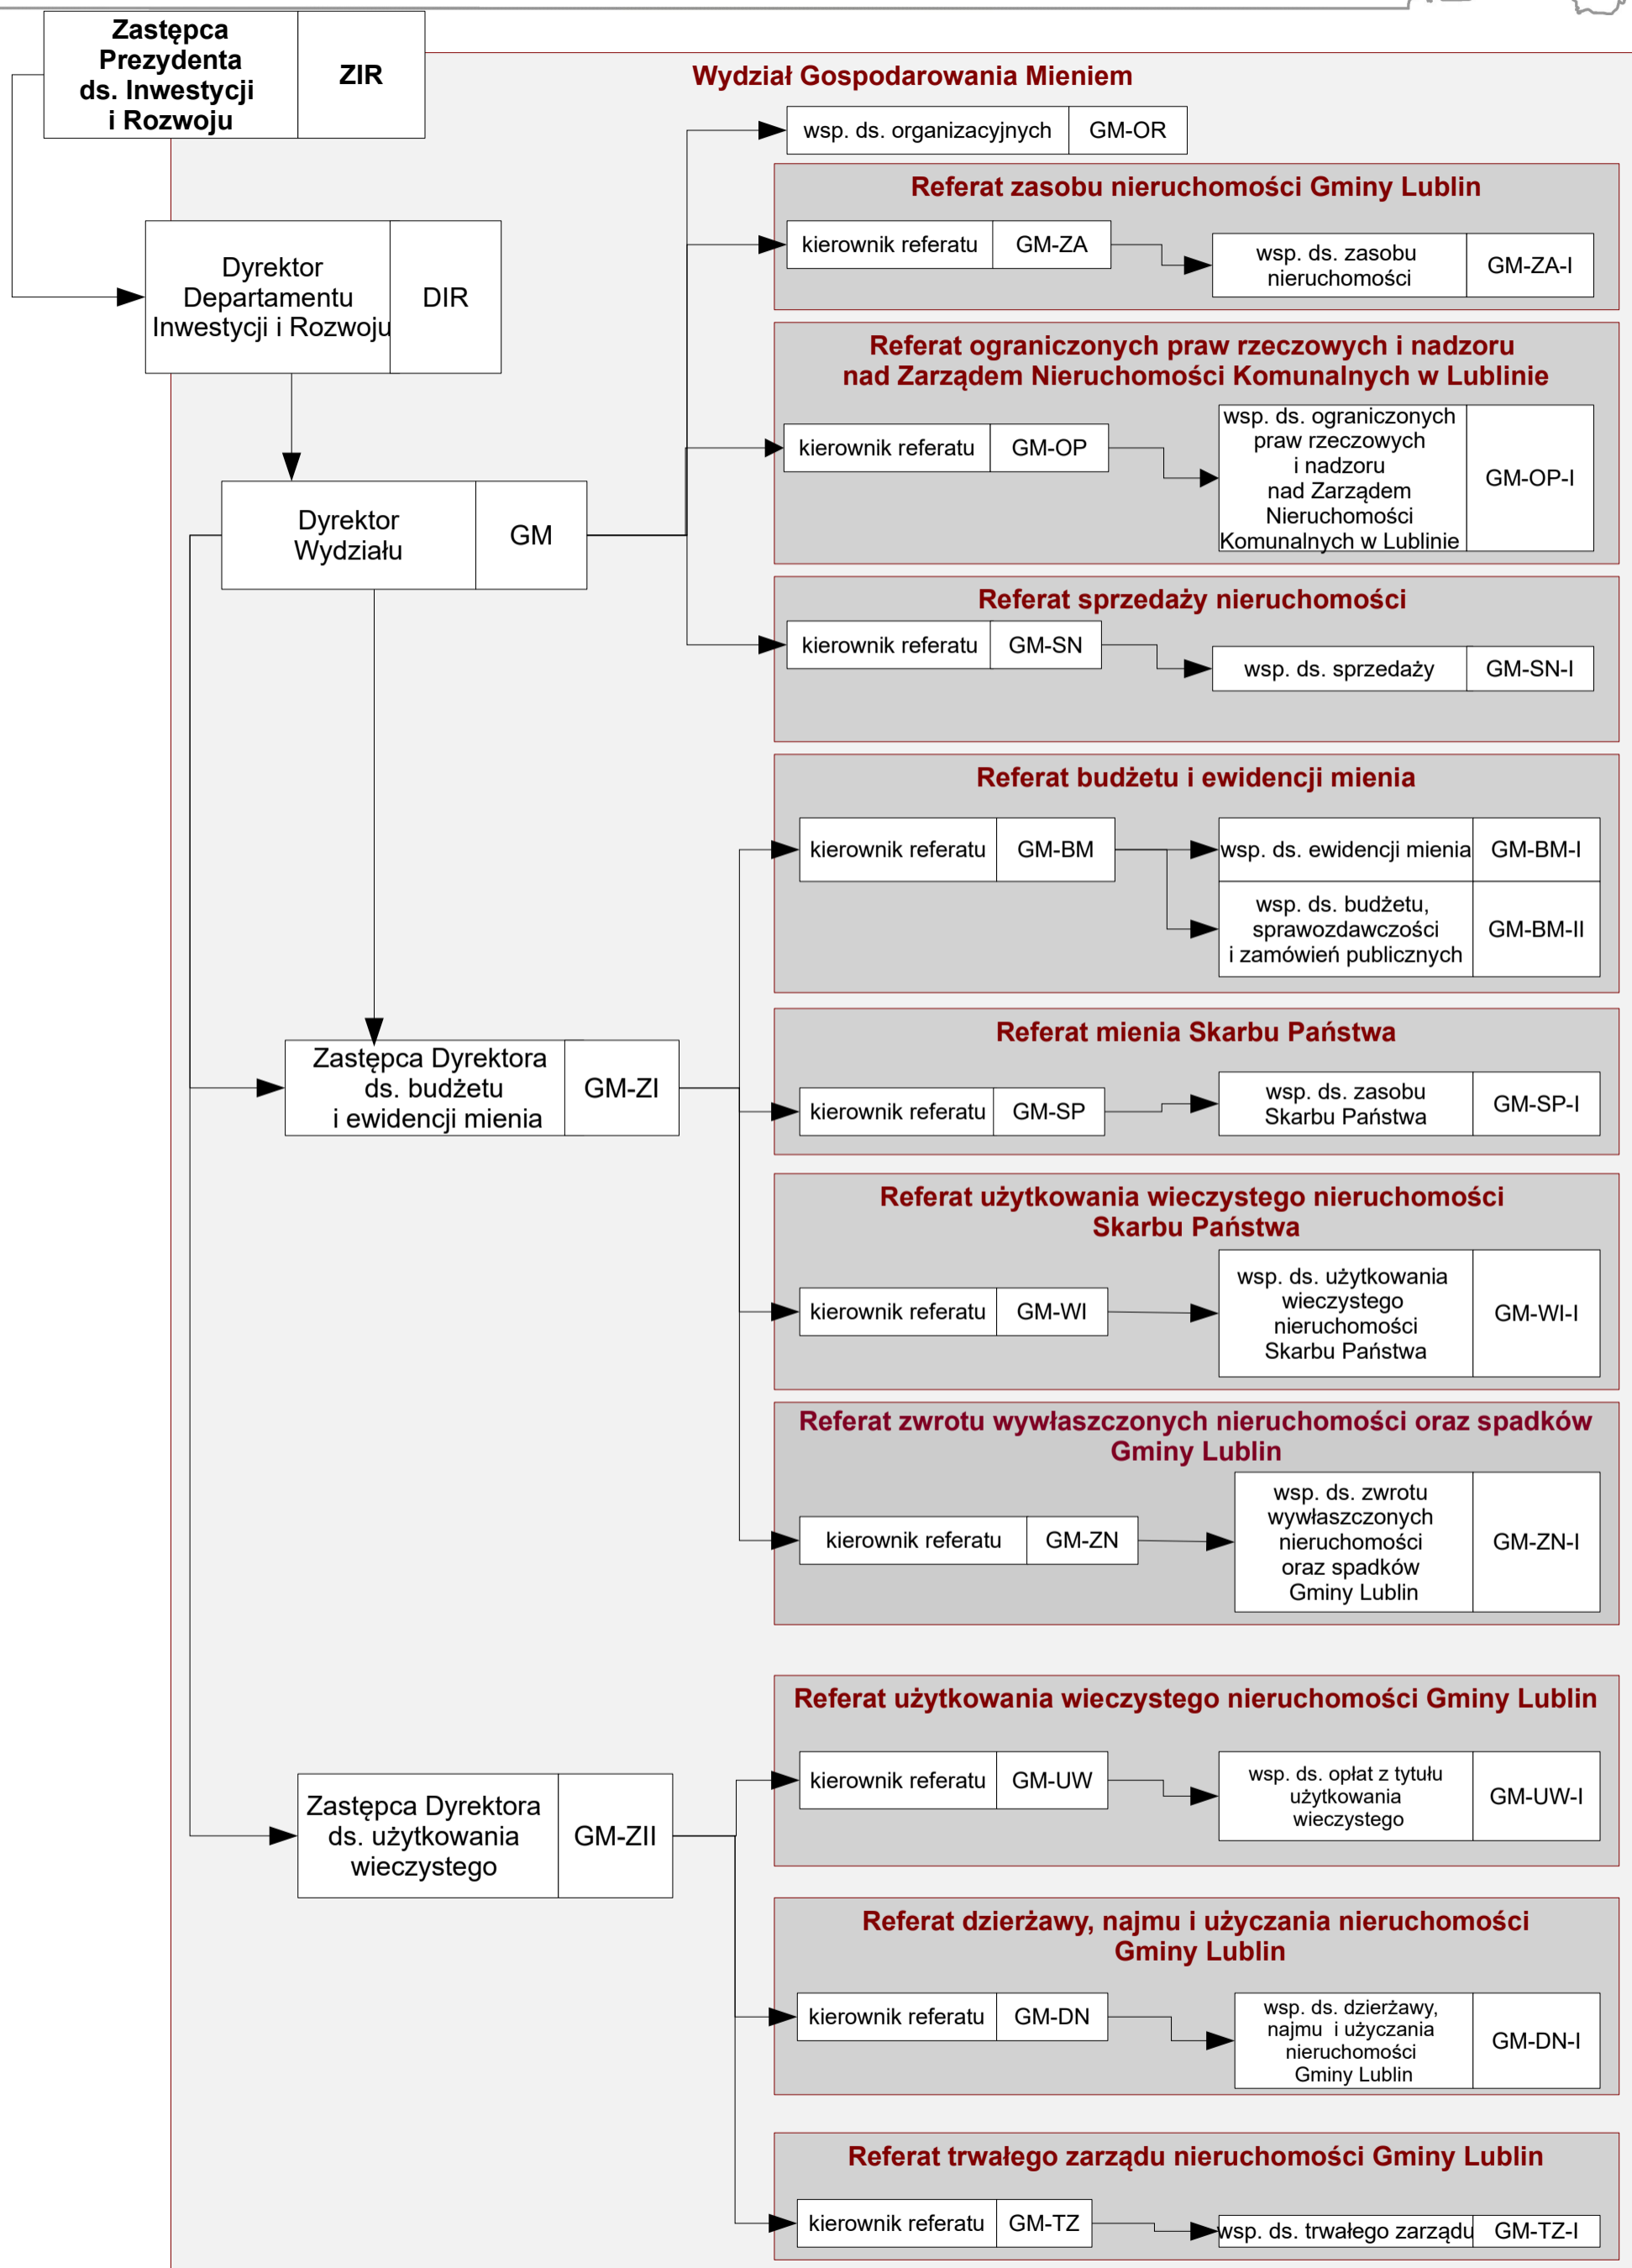 Zastępca
Prezydenta
ds. Inwestycji
i Rozwoju
ZIR
Wydział Gospodarowania Mieniem
wsp. ds. organizacyjnych
GM-OR
Referat zasobu nieruchomości Gminy Lublin
kierownik referatu
GM-ZA
wsp. ds. zasobu
nieruchomości
GM-ZA-I
Dyrektor
Departamentu
Inwestycji i Rozwoju
DIR
Referat ograniczonych praw rzeczowych i nadzoru
nad Zarządem Nieruchomości Komunalnych w Lublinie
kierownik referatu
GM-OP
wsp. ds. ograniczonych
praw rzeczowych
i nadzoru
nad Zarządem
Nieruchomości
Komunalnych w Lublinie
GM-OP-I
Dyrektor
Wydziału
GM
Referat sprzedaży nieruchomości
kierownik referatu
GM-SN
wsp. ds. sprzedaży
GM-SN-I
Referat budżetu i ewidencji mienia
kierownik referatu
GM-BM
wsp. ds. ewidencji mienia
GM-BM-I
wsp. ds. budżetu,
sprawozdawczości
i zamówień publicznych
GM-BM-II
Zastępca Dyrektora
ds. budżetu
i ewidencji mienia
GM-ZI
Referat mienia Skarbu Państwa
kierownik referatu
GM-SP
wsp. ds. zasobu
Skarbu Państwa
GM-SP-I
Referat użytkowania wieczystego nieruchomości
Skarbu Państwa
kierownik referatu
GM-WI
wsp. ds. użytkowania
wieczystego
nieruchomości
Skarbu Państwa
GM-WI-I
Referat zwrotu wywłaszczonych nieruchomości oraz spadków
Gminy Lublin
kierownik referatu
GM-ZN
wsp. ds. zwrotu
wywłaszczonych
nieruchomości
oraz spadków
Gminy Lublin
GM-ZN-I
Referat użytkowania wieczystego nieruchomości Gminy Lublin
kierownik referatu
GM-UW
wsp. ds. opłat z tytułu
użytkowania
wieczystego
GM-UW-I
Zastępca Dyrektora
ds. użytkowania
wieczystego
GM-ZII
Referat dzierżawy, najmu i użyczania nieruchomości
Gminy Lublin
kierownik referatu
GM-DN
wsp. ds. dzierżawy,
najmu i użyczania
nieruchomości
Gminy Lublin
GM-DN-I
Referat trwałego zarządu nieruchomości Gminy Lublin
kierownik referatu
GM-TZ
wsp. ds. trwałego zarządu
GM-TZ-I